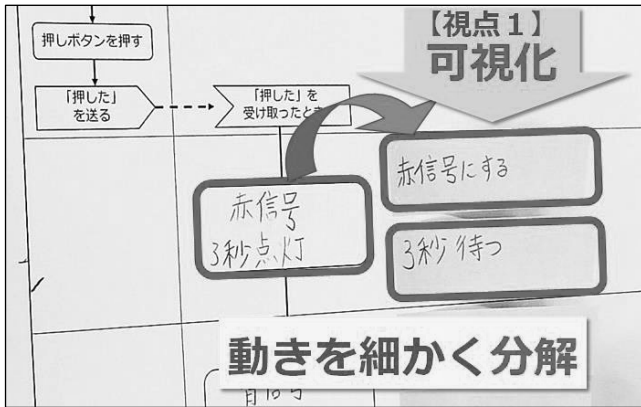 押しボタンを押す
「押した」
を送る
「押した」を
受け取ったとき
【視点1】
可視化
赤信号
3秒点灯
赤信号にする
3秒待つ
動きを細かく分解